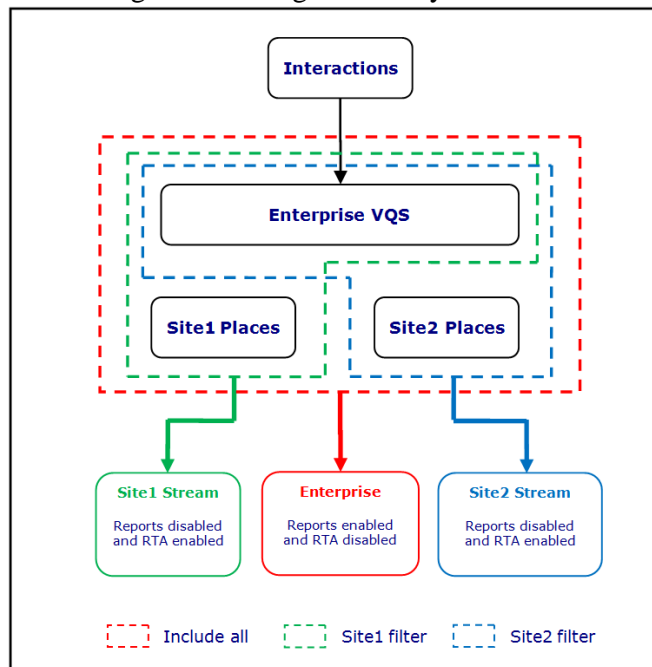 Interactions
Enterprise VQS
Site1 Places
Site2 Places
Site1 Stream
Reports disabled
and RTA enabled
Enterprise
Reports enabled
and RTA disabled
Site2 Stream
Reports disabled
and RTA enabled
Include all
Site1 filter
Site2 filter